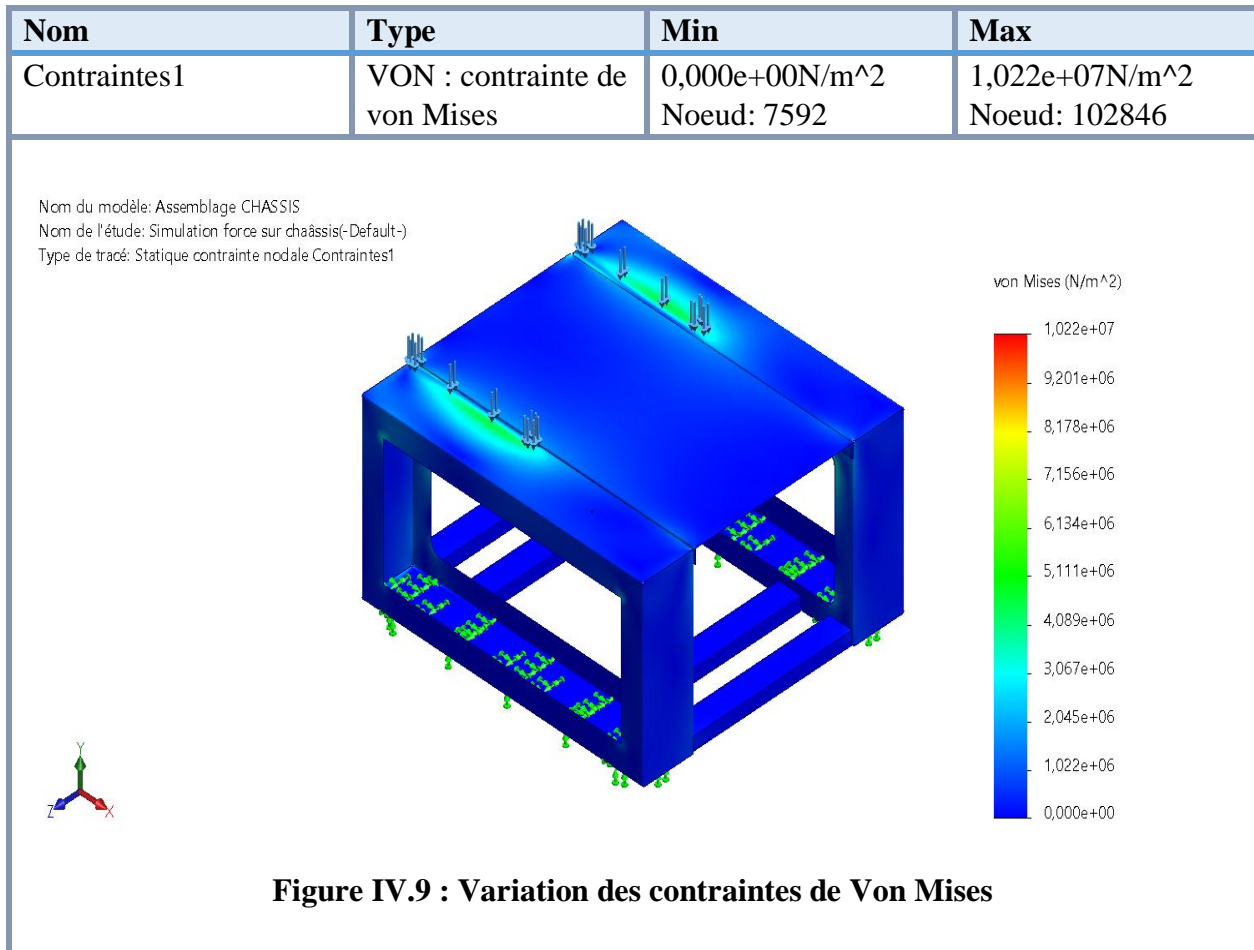 Nom Type Min Max
Contraintes1 VON : contrainte de 0,000e+00N/m^2 1,022e+07N/m^2
von Mises Noeud: 7592 Noeud: 102846
Nom du modèle: Assemblage CHASSIS
Nom de l'étude: Simulation force sur chaâssis(-Default-)
Type de tracé: Statique contrainte nodale Contraintes1
von Mises (N/m^2)
1,022e+07
9,201e+06
8,178e+06
7,156e+06
6,134e+06
5,111e+06
4,089e+06
3,067e+06
2,045e+06
1,022e+06
0,000e+00
Y
Z X
Figure IV.9 : Variation des contraintes de Von Mises